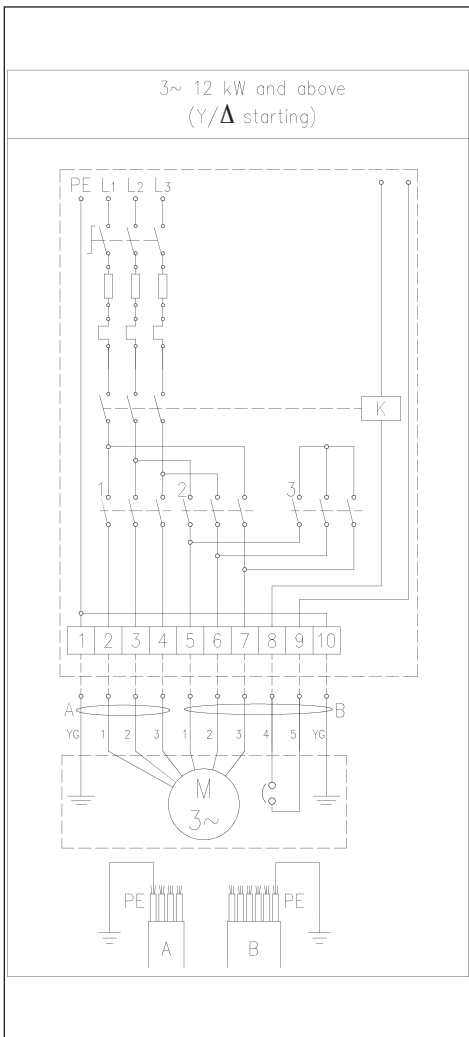 3~ 12 kW and above
(Y/Δ starting)
PE L1 L2 L3
K
1 2 3
1 2 3 4 5 6 7 8 9 10
A B
YG 1 2 3 1 2 3 4 5 YG
M
3~
PE PE
A B